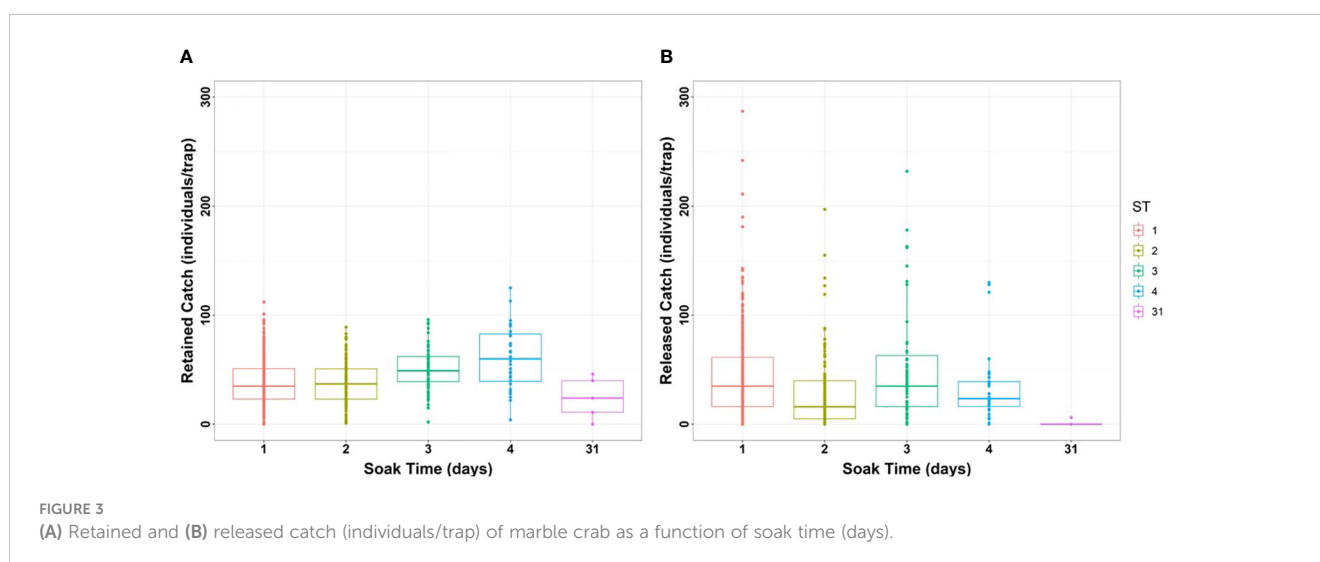 A
B
300
200
100
0
Retained Catch (individuals/trap)
1 2 3 4 31
Soak Time (days)
300
200
100
0
Released Catch (individuals/trap)
1 2 3 4 31
Soak Time (days)
ST
1
2
3
4
31
FIGURE 3
(A) Retained and (B) released catch (individuals/trap) of marble crab as a function of soak time (days).